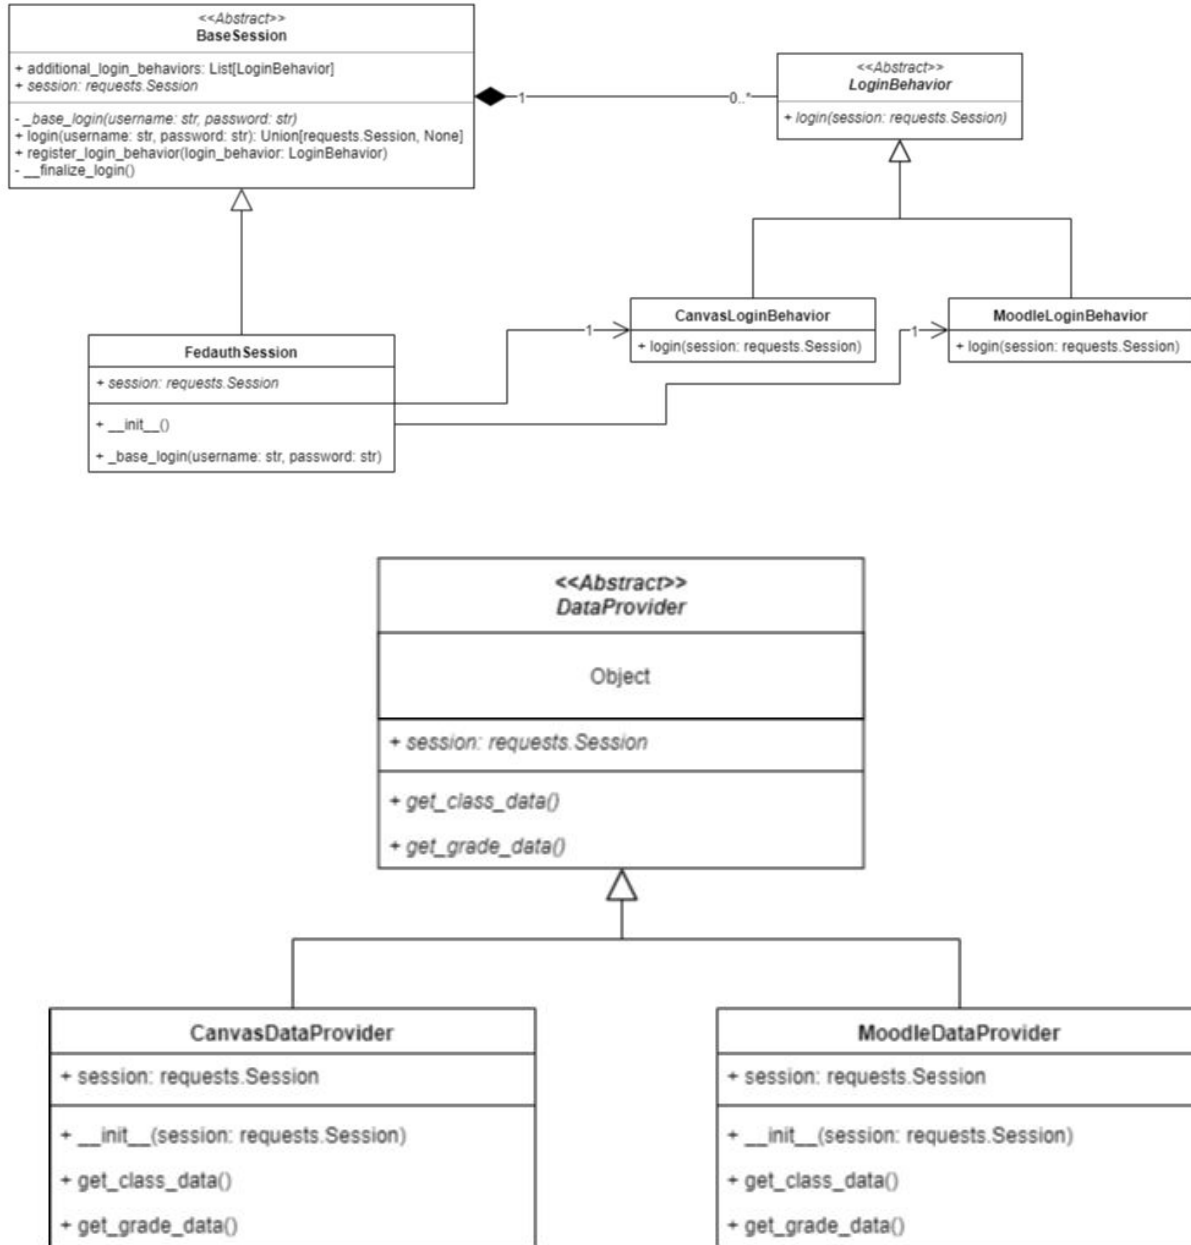 <<Abstract>>
BaseSession
+ additional_login_behaviors: List[LoginBehavior]
+ session: requests.Session
- _base_login(username: str, password: str)
+ login(username: str, password: str): Union[requests.Session, None]
+ register_login_behavior(login_behavior: LoginBehavior)
- __finalize_login()
1
0..*
<<Abstract>>
LoginBehavior
+ login(session: requests.Session)
FedauthSession
+ session: requests.Session
+ __init__()
+ _base_login(username: str, password: str)
1
CanvasLoginBehavior
+ login(session: requests.Session)
1
MoodleLoginBehavior
+ login(session: requests.Session)
<<Abstract>>
DataProvider
Object
+ session: requests.Session
+ get_class_data()
+ get_grade_data()
CanvasDataProvider
+ session: requests.Session
+ __init__(session: requests.Session)
+ get_class_data()
+ get_grade_data()
MoodleDataProvider
+ session: requests.Session
+ __init__(session: requests.Session)
+ get_class_data()
+ get_grade_data()